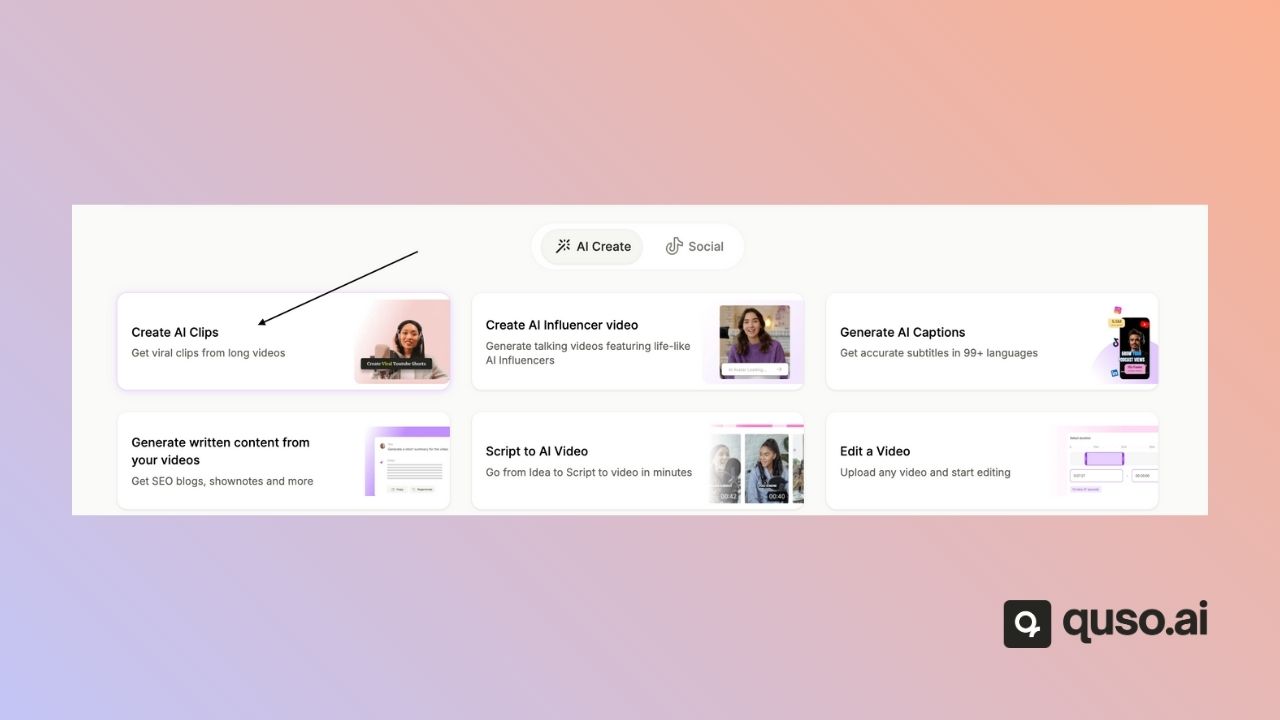 AI Create
Social
Create AI Clips
Get viral clips from long videos
Create Viral Youtube Shorts
Create AI Influencer video
Generate talking videos featuring life-like
AI Influencers
Generate AI Captions
Get accurate subtitles in 99+ languages
Generate written content from
your videos
Get SEO blogs, shownotes and more
Script to AI Video
Go from Idea to Script to video in minutes
00:42
00:40
Edit a Video
Upload any video and start editing
quso.ai